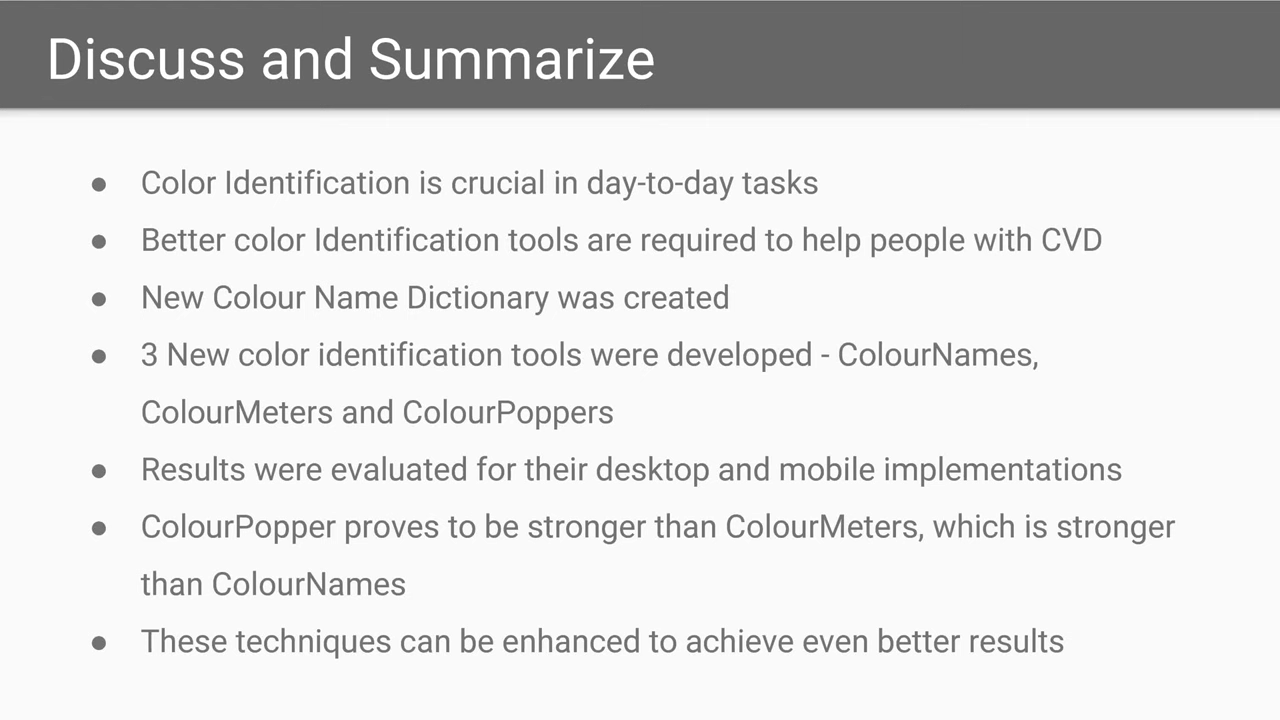 Discuss and Summarize
● Color Identification is crucial in day-to-day tasks
● Better color Identification tools are required to help people with CVD
● New Colour Name Dictionary was created
● 3 New color identification tools were developed - ColourNames,
ColourMeters and ColourPoppers
● Results were evaluated for their desktop and mobile implementations
● ColourPopper proves to be stronger than ColourMeters, which is stronger
than ColourNames
● These techniques can be enhanced to achieve even better results